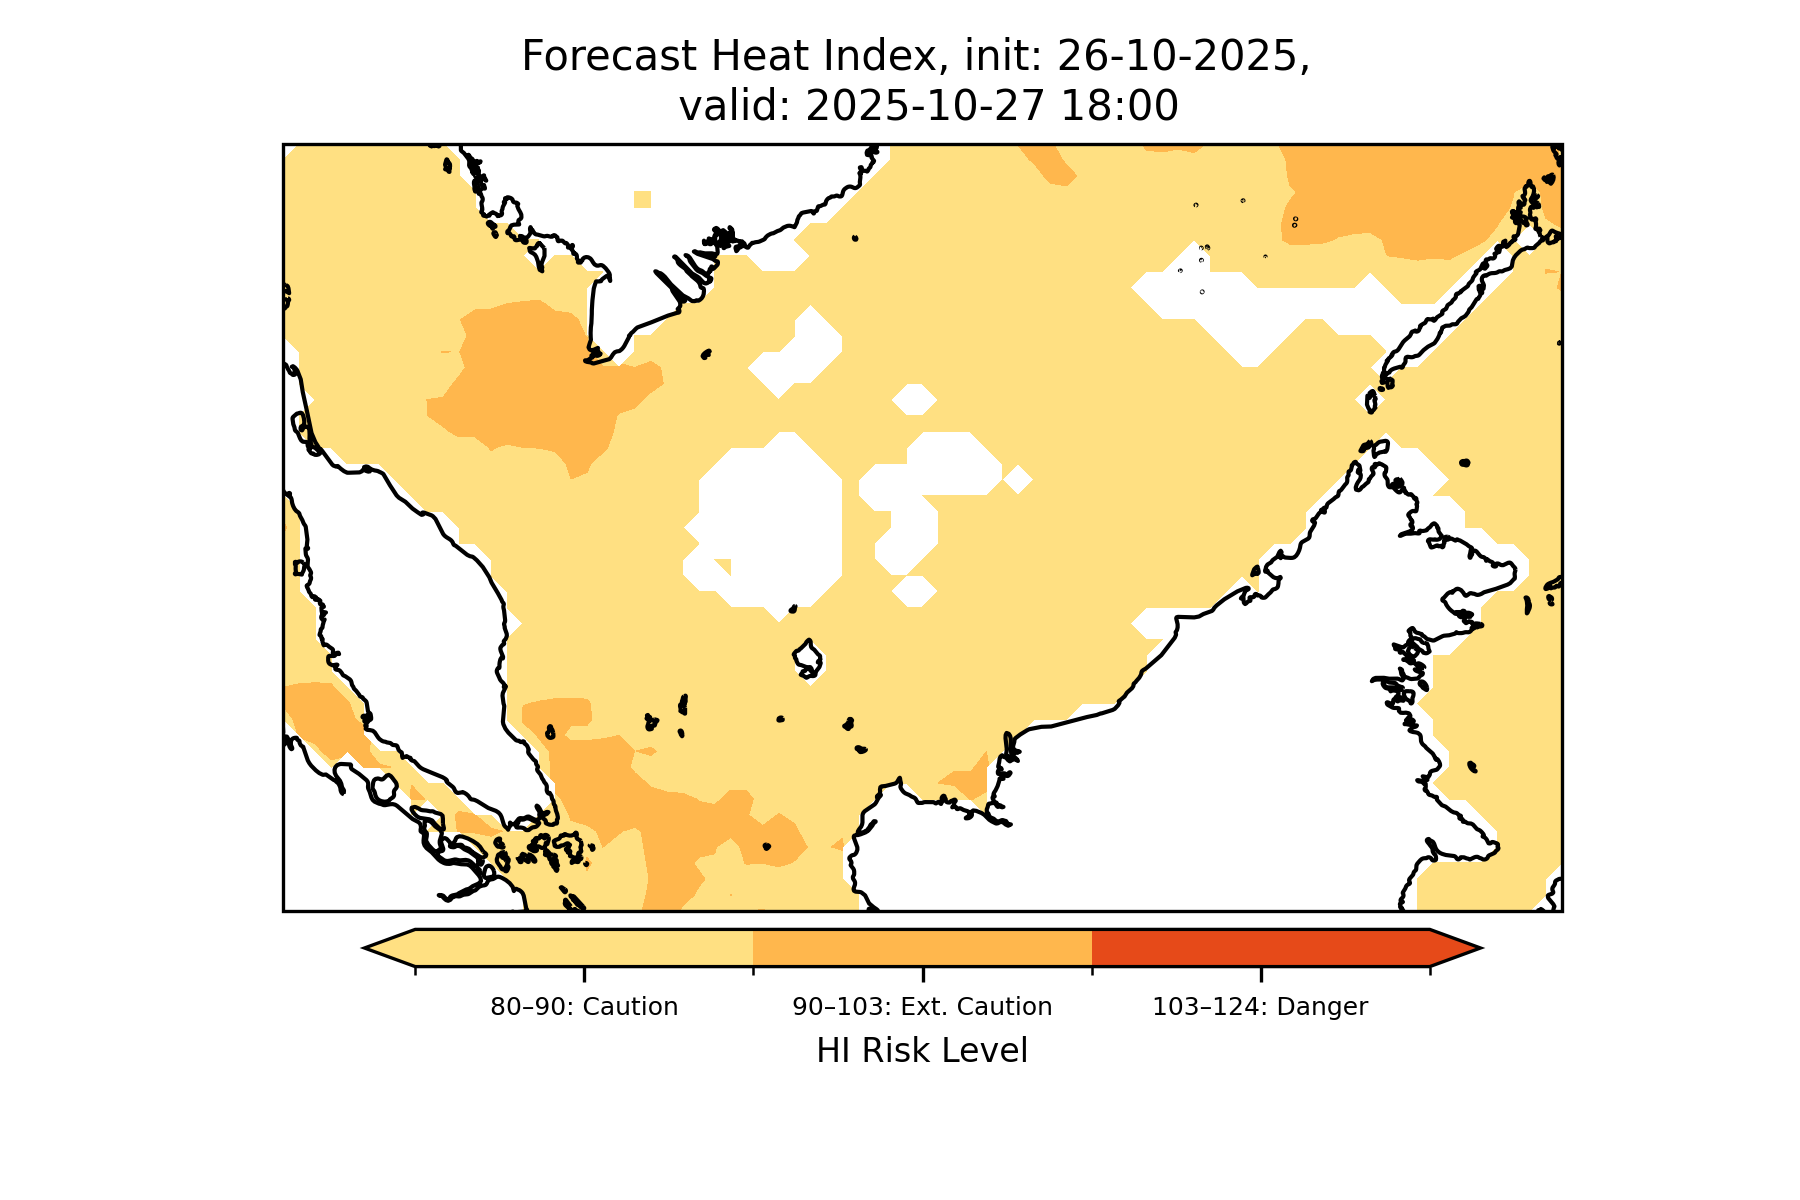 Forecast Heat Index, init: 26-10-2025,
valid: 2025-10-27 18:00
80–90: Caution
90–103: Ext. Caution
103–124: Danger
HI Risk Level